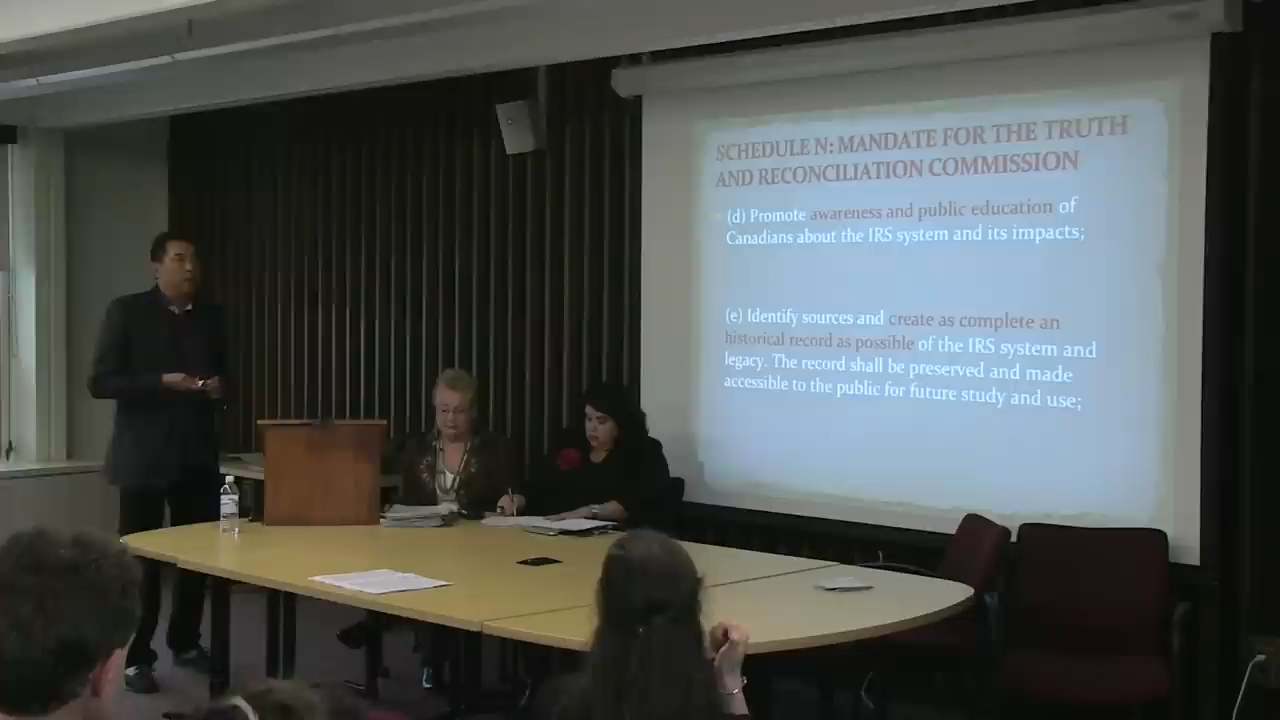 SCHEDULE N: MANDATE FOR THE TRUTH
AND RECONCILIATION COMMISSION
(d) Promote awareness and public education of
Canadians about the IRS system and its impacts;
(e) Identify sources and create as complete an
historical record as possible of the IRS system and
legacy. The record shall be preserved and made
accessible to the public for future study and use;